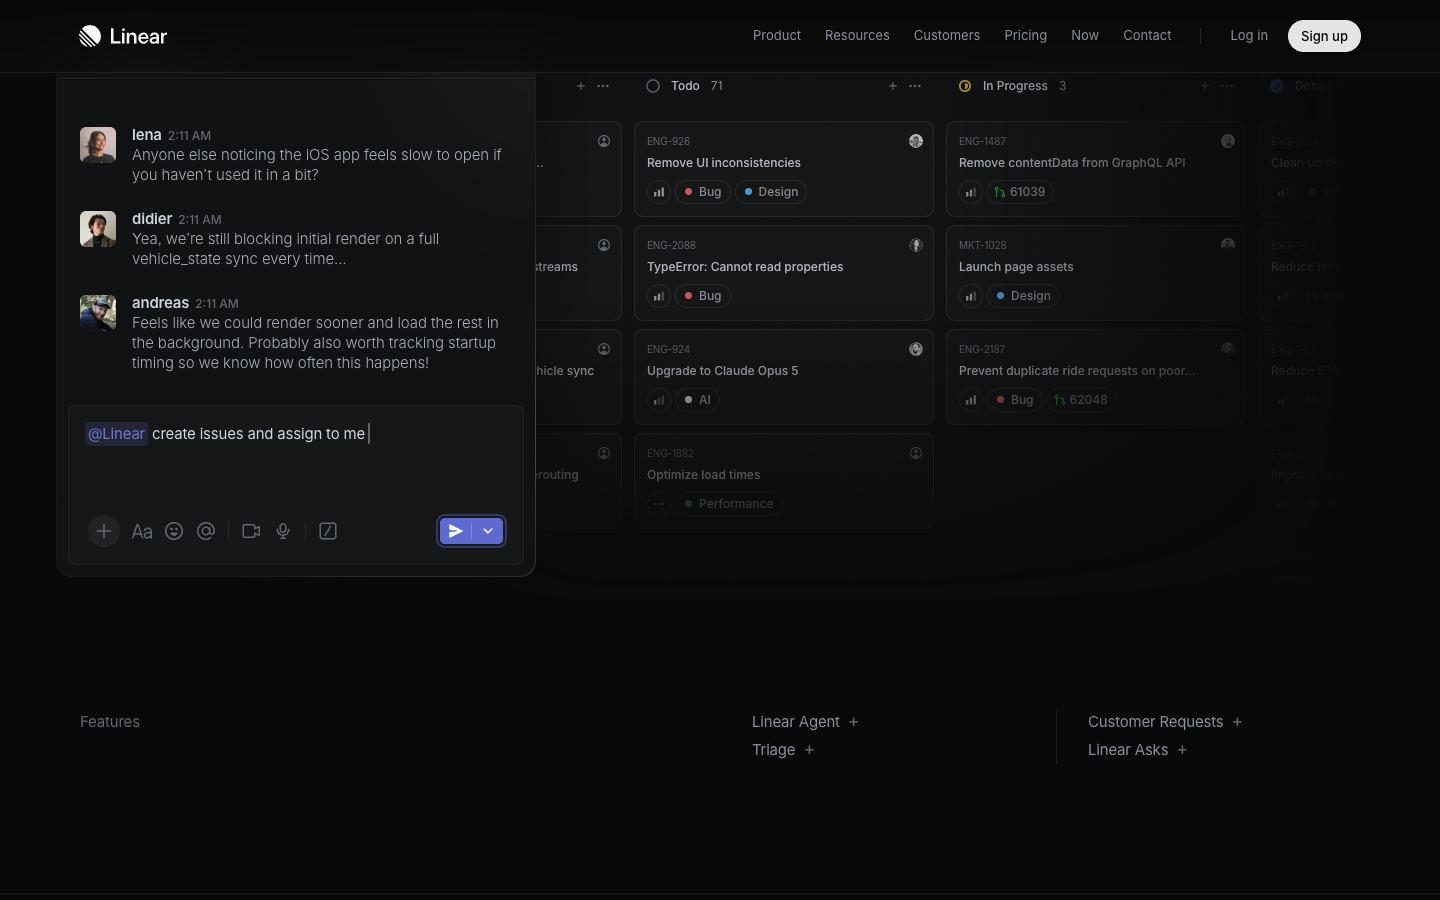 Linear
Product
Resources
Customers
Pricing
Now
Contact
Log in
Sign up
lena 2:11 AM
Anyone else noticing the iOS app feels slow to open if
you haven't used it in a bit?
didier 2:11 AM
Yea, we're still blocking initial render on a full
vehicle_state sync every time...
andreas 2:11 AM
Feels like we could render sooner and load the rest in
the background. Probably also worth tracking startup
timing so we know how often this happens!
@Linear create issues and assign to me
Aa
...
streams
hicle sync
erouting
Todo 71
ENG-926
Remove UI inconsistencies
Bug
Design
ENG-2088
TypeError: Cannot read properties
Bug
ENG-924
Upgrade to Claude Opus 5
AI
ENG-1882
Optimize load times
Performance
In Progress 3
ENG-1487
Remove contentData from GraphQL API
61039
MKT-1028
Launch page assets
Design
ENG-2187
Prevent duplicate ride requests on poor...
Bug
62048
Done
Clean up
Reduce
Reduce
Features
Linear Agent +
Triage +
Customer Requests +
Linear Asks +